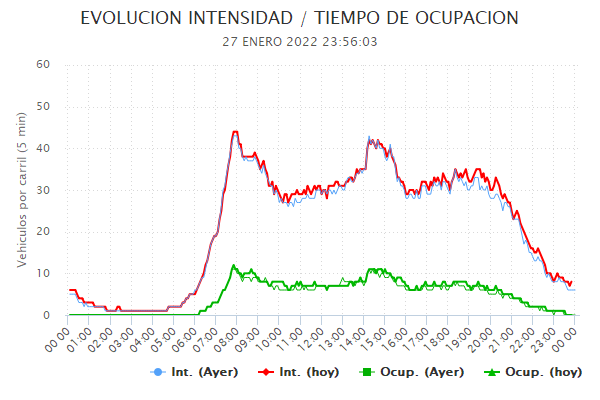 EVOLUCION INTENSIDAD / TIEMPO DE OCUPACION
27 ENERO 2022 23:56:03
Vehiculos por carril (5 min)
60
50
40
30
20
10
0
00:00 01:00 02:00 03:00 04:00 05:00 06:00 07:00 08:00 09:00 10:00 11:00 12:00 13:00 14:00 15:00 16:00 17:00 18:00 19:00 20:00 21:00 22:00 23:00 00:00
Int. (Ayer) Int. (hoy) Ocup. (Ayer) Ocup. (hoy)